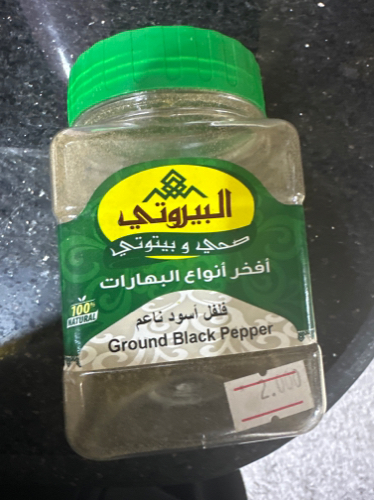 البيروتي
صحي و بيتوتي
أفخر أنواع البهارات
100%
NATURAL
فلفل أسود ناعم
Ground Black Pepper
2.000